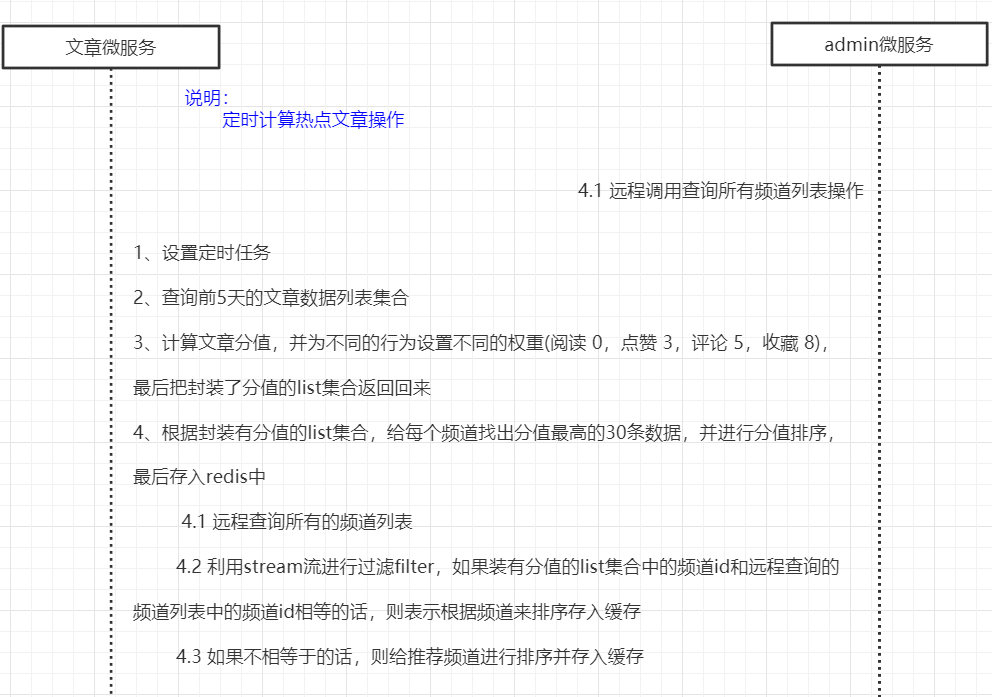 文章微服务
admin微服务
说明：
定时计算热点文章操作
4.1 远程调用查询所有频道列表操作
1、设置定时任务
2、查询前5天的文章数据列表集合
3、计算文章分值，并为不同的行为设置不同的权重(阅读 0，点赞 3，评论 5，收藏 8)，
最后把封装了分值的list集合返回回来
4、根据封装有分值的list集合，给每个频道找出分值最高的30条数据，并进行分值排序，
最后存入redis中
4.1 远程查询所有的频道列表
4.2 利用stream流进行过滤filter，如果装有分值的list集合中的频道id和远程查询的
频道列表中的频道id相等的话，则表示根据频道来排序存入缓存
4.3 如果不相等于的话，则给推荐频道进行排序并存入缓存